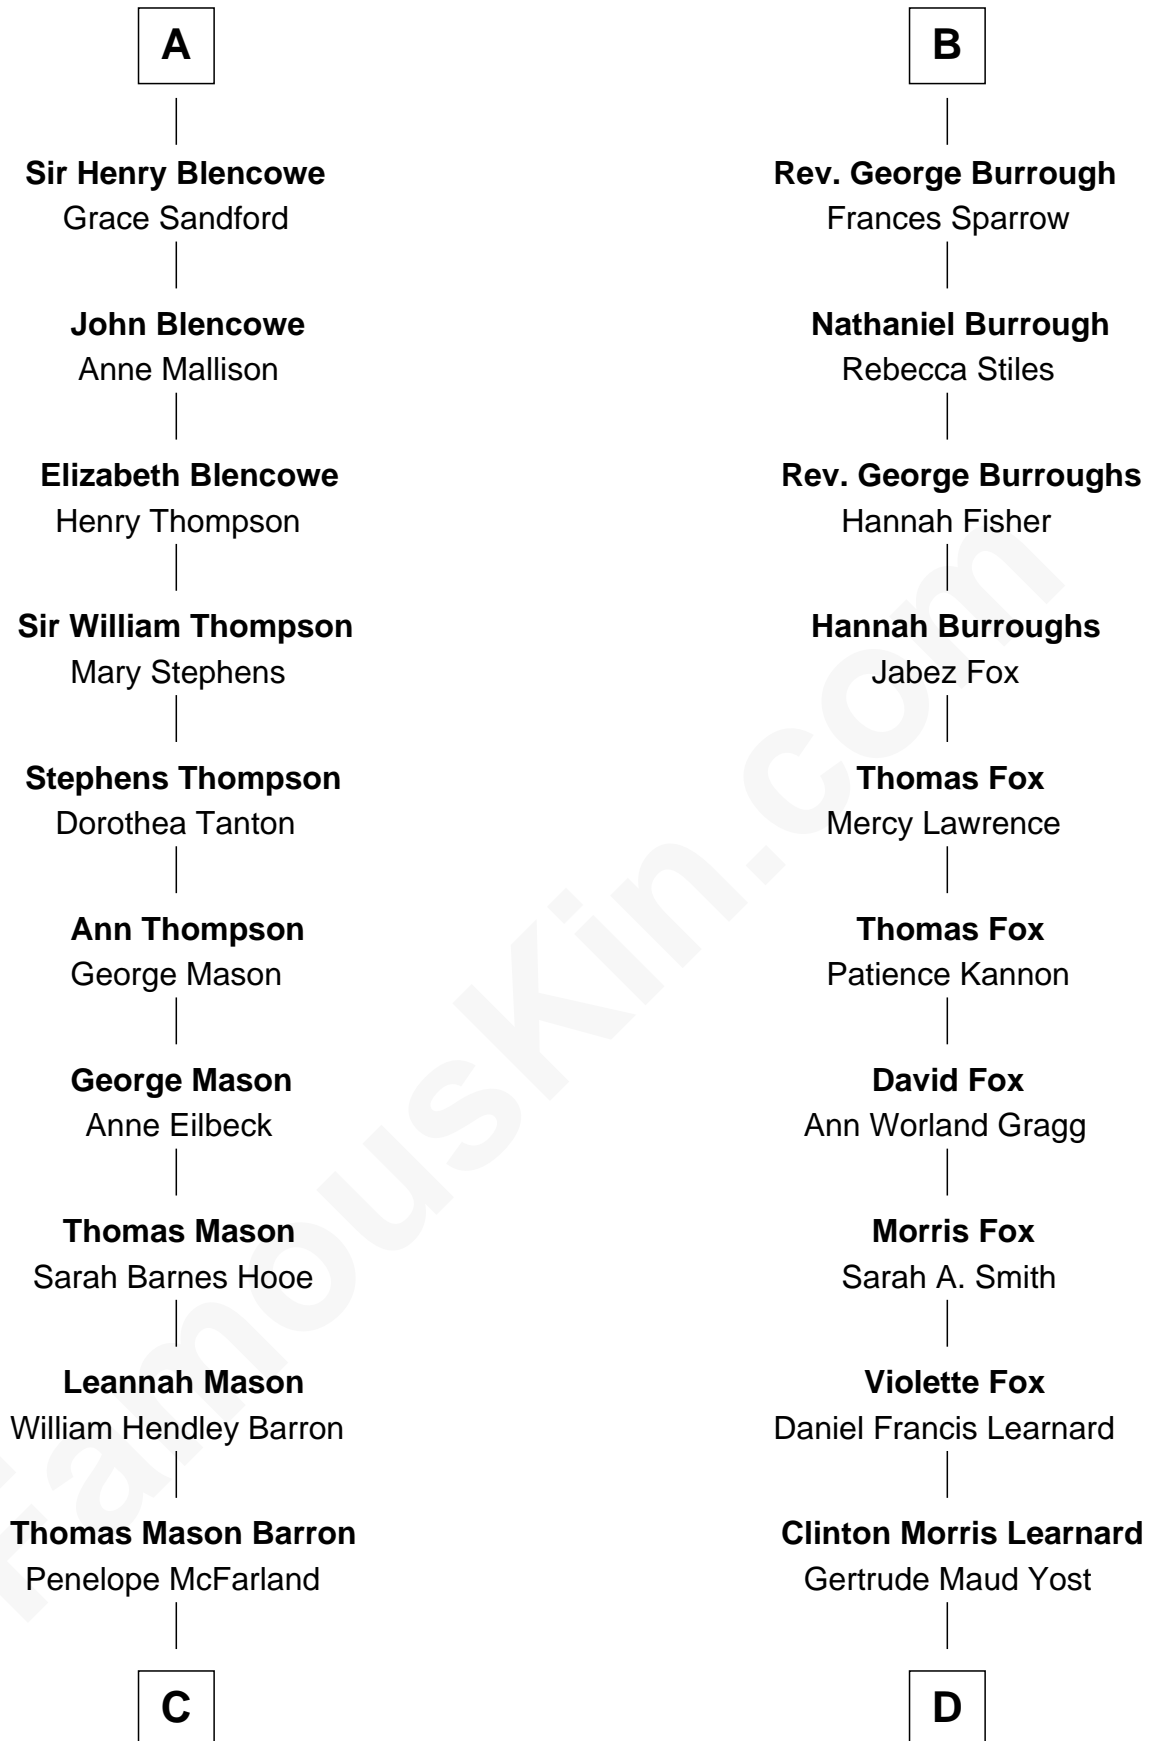 A
Sir Henry Blencowe
Grace Sandford
John Blencowe
Anne Mallison
Elizabeth Blencowe
Henry Thompson
Sir William Thompson
Mary Stephens
Stephens Thompson
Dorothea Tanton
Ann Thompson
George Mason
George Mason
Anne Eilbeck
Thomas Mason
Sarah Barnes Hooe
Leannah Mason
William Hendley Barron
Thomas Mason Barron
Penelope McFarland
C
B
Rev. George Burrough
Frances Sparrow
Nathaniel Burrough
Rebecca Stiles
Rev. George Burroughs
Hannah Fisher
Hannah Burroughs
Jabez Fox
Thomas Fox
Mercy Lawrence
Thomas Fox
Patience Kannon
David Fox
Ann Worland Gragg
Morris Fox
Sarah A. Smith
Violette Fox
Daniel Francis Learnard
Clinton Morris Learnard
Gertrude Maud Yost
D
FamousKin.com